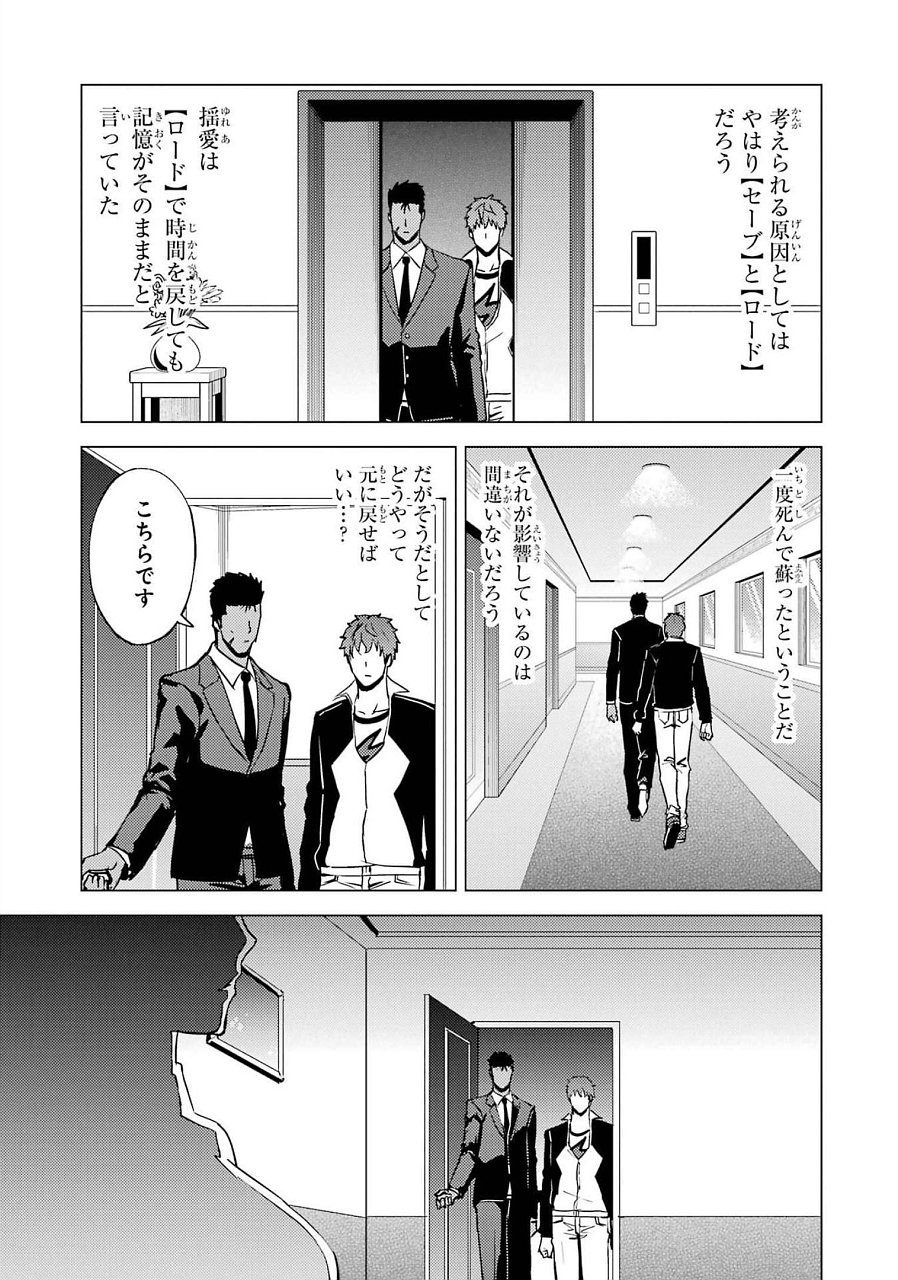 考えられる原因としては
やはり【セーブ】と【ロード】
だろう
揺愛は
【ロード】で時間を戻しても
記憶がそのままだと
言っていた
一度死んで蘇ったということだ
それが影響しているのは
間違いないだろう
だがそうだとして
どうやって
元に戻せば
いい…?
こちらです